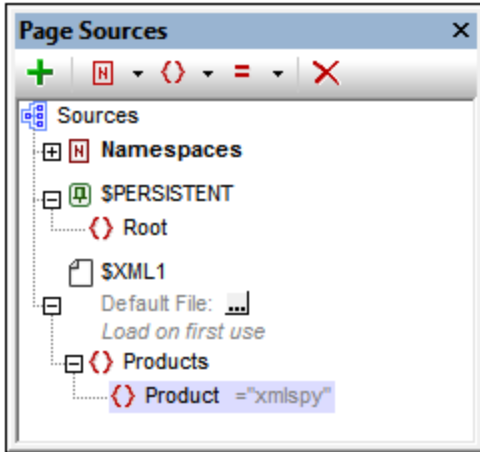 Page Sources
Sources
Namespaces
$PERSISTENT
Root
$XML1
Default File: ...
Load on first use
Products
Product ="xmlspy"